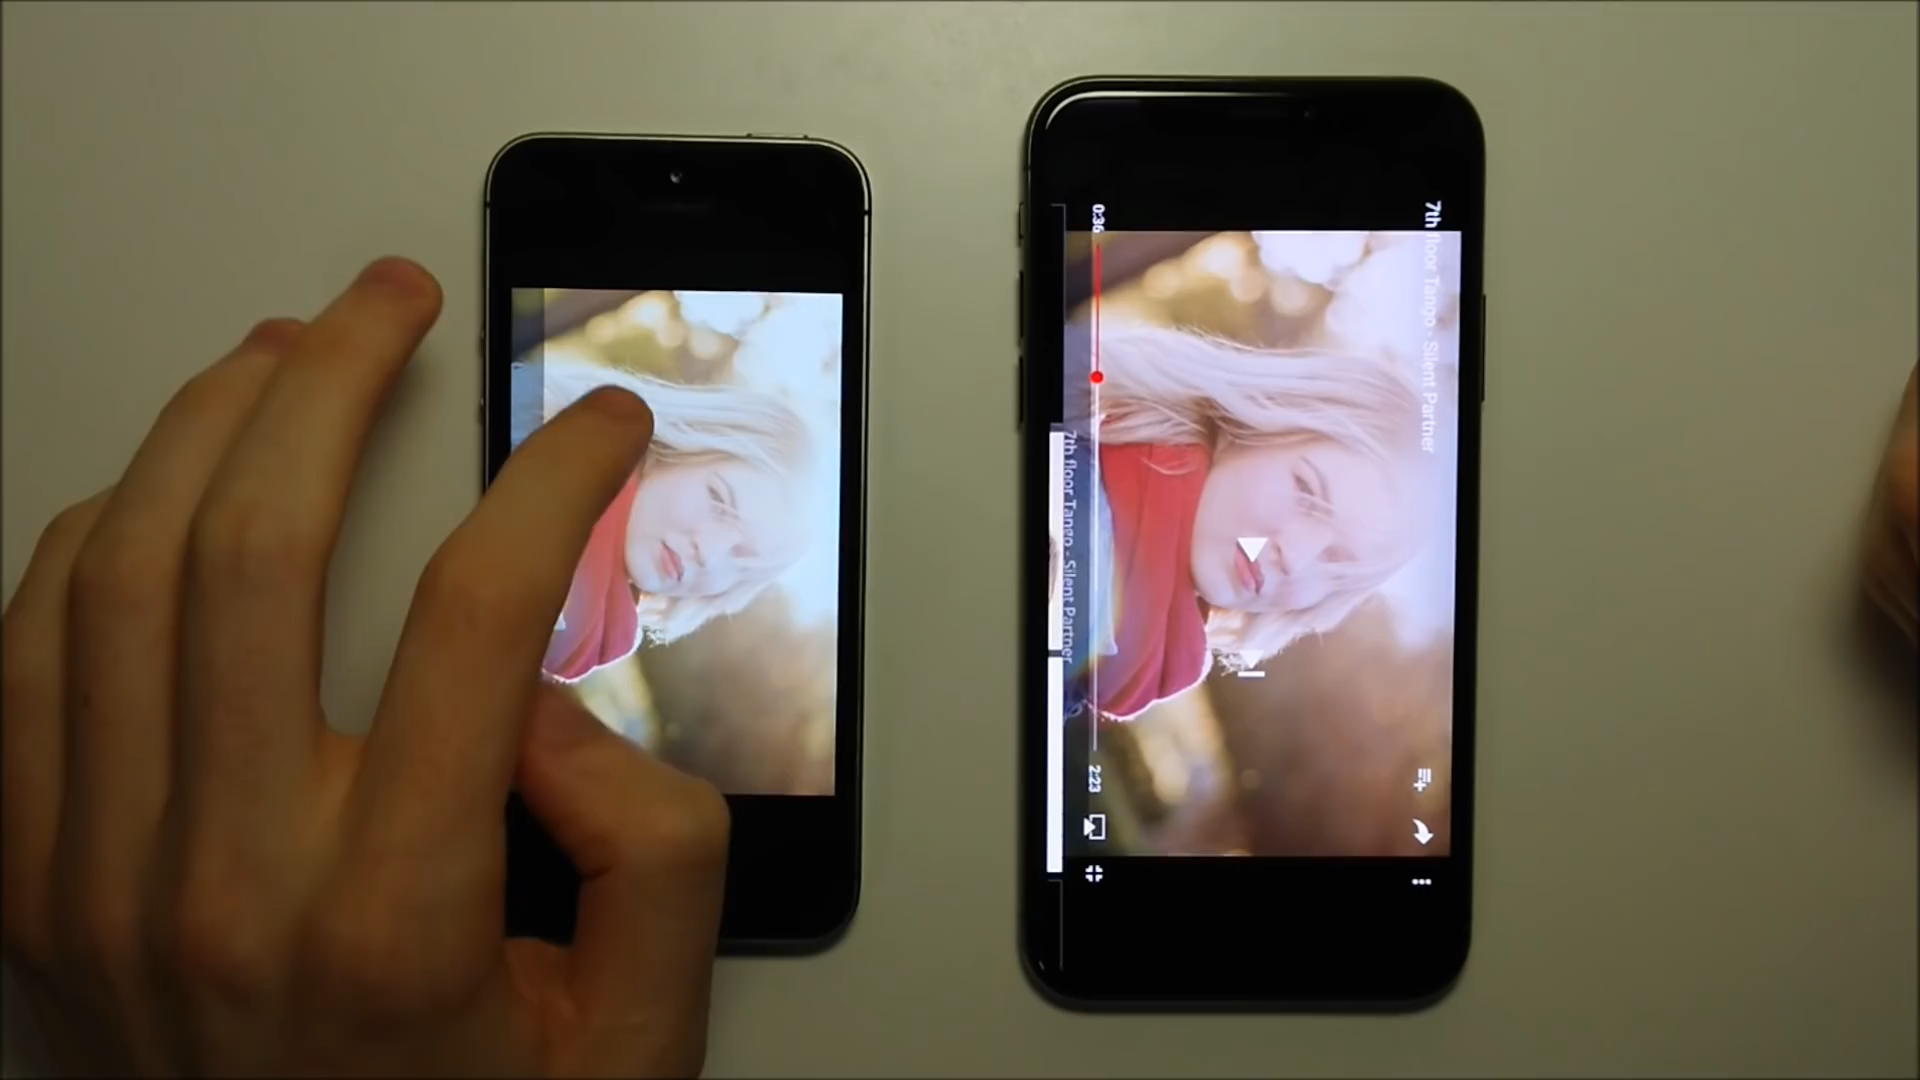 7th floor Tango - Silent Partner
0:36
2:23
7th floor Tango - Silent Partner